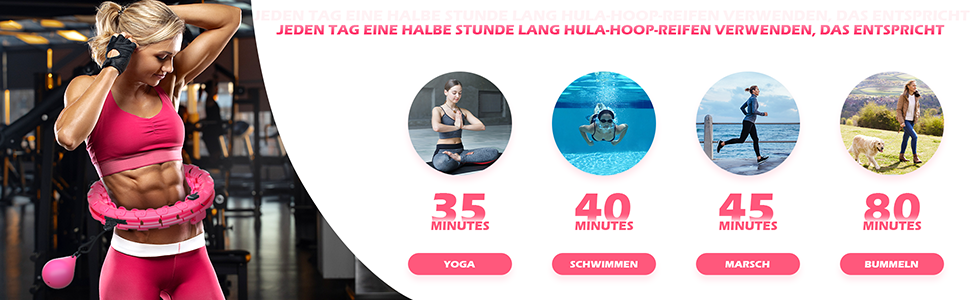 JEDEN TAG EINE HALBE STUNDE LANG HULA-HOOP-REIFEN VERWENDEN, DAS ENTSPRICHT
JEDEN TAG EINE HALBE STUNDE LANG HULA-HOOP-REIFEN VERWENDEN, DAS ENTSPRICHT
35 40 45 80
MINUTES MINUTES MINUTES MINUTES
YOGA SCHWIMMEN MARSCH BUMMELN